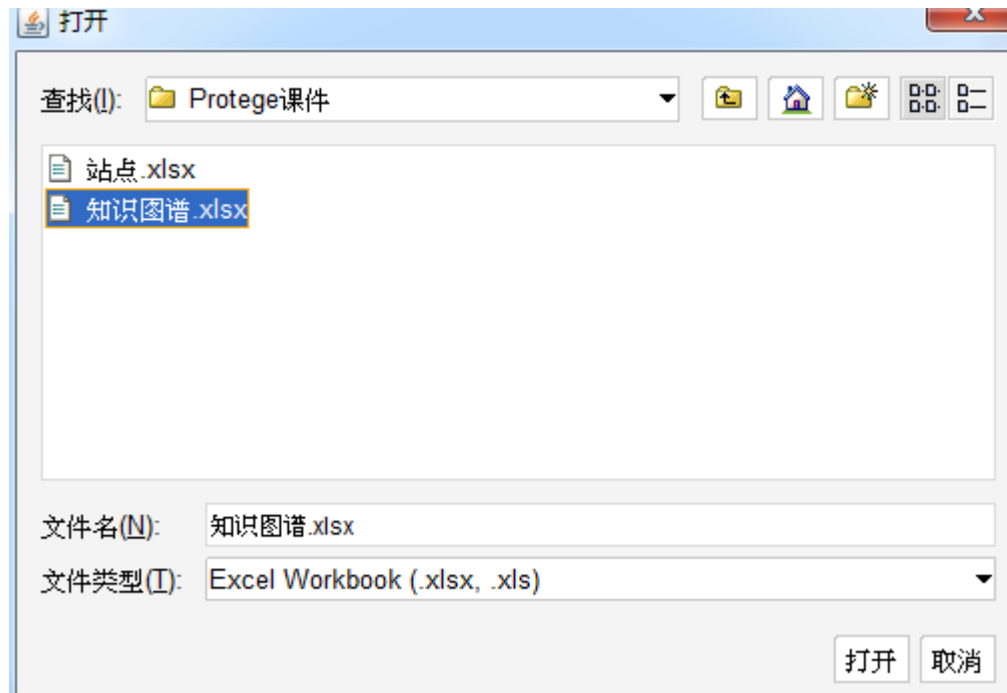 打开
查找(I): Protege课件
站点.xlsx
知识图谱.xlsx
文件名(N): 知识图谱.xlsx
文件类型(T): Excel Workbook (.xlsx, .xls)
打开 取消